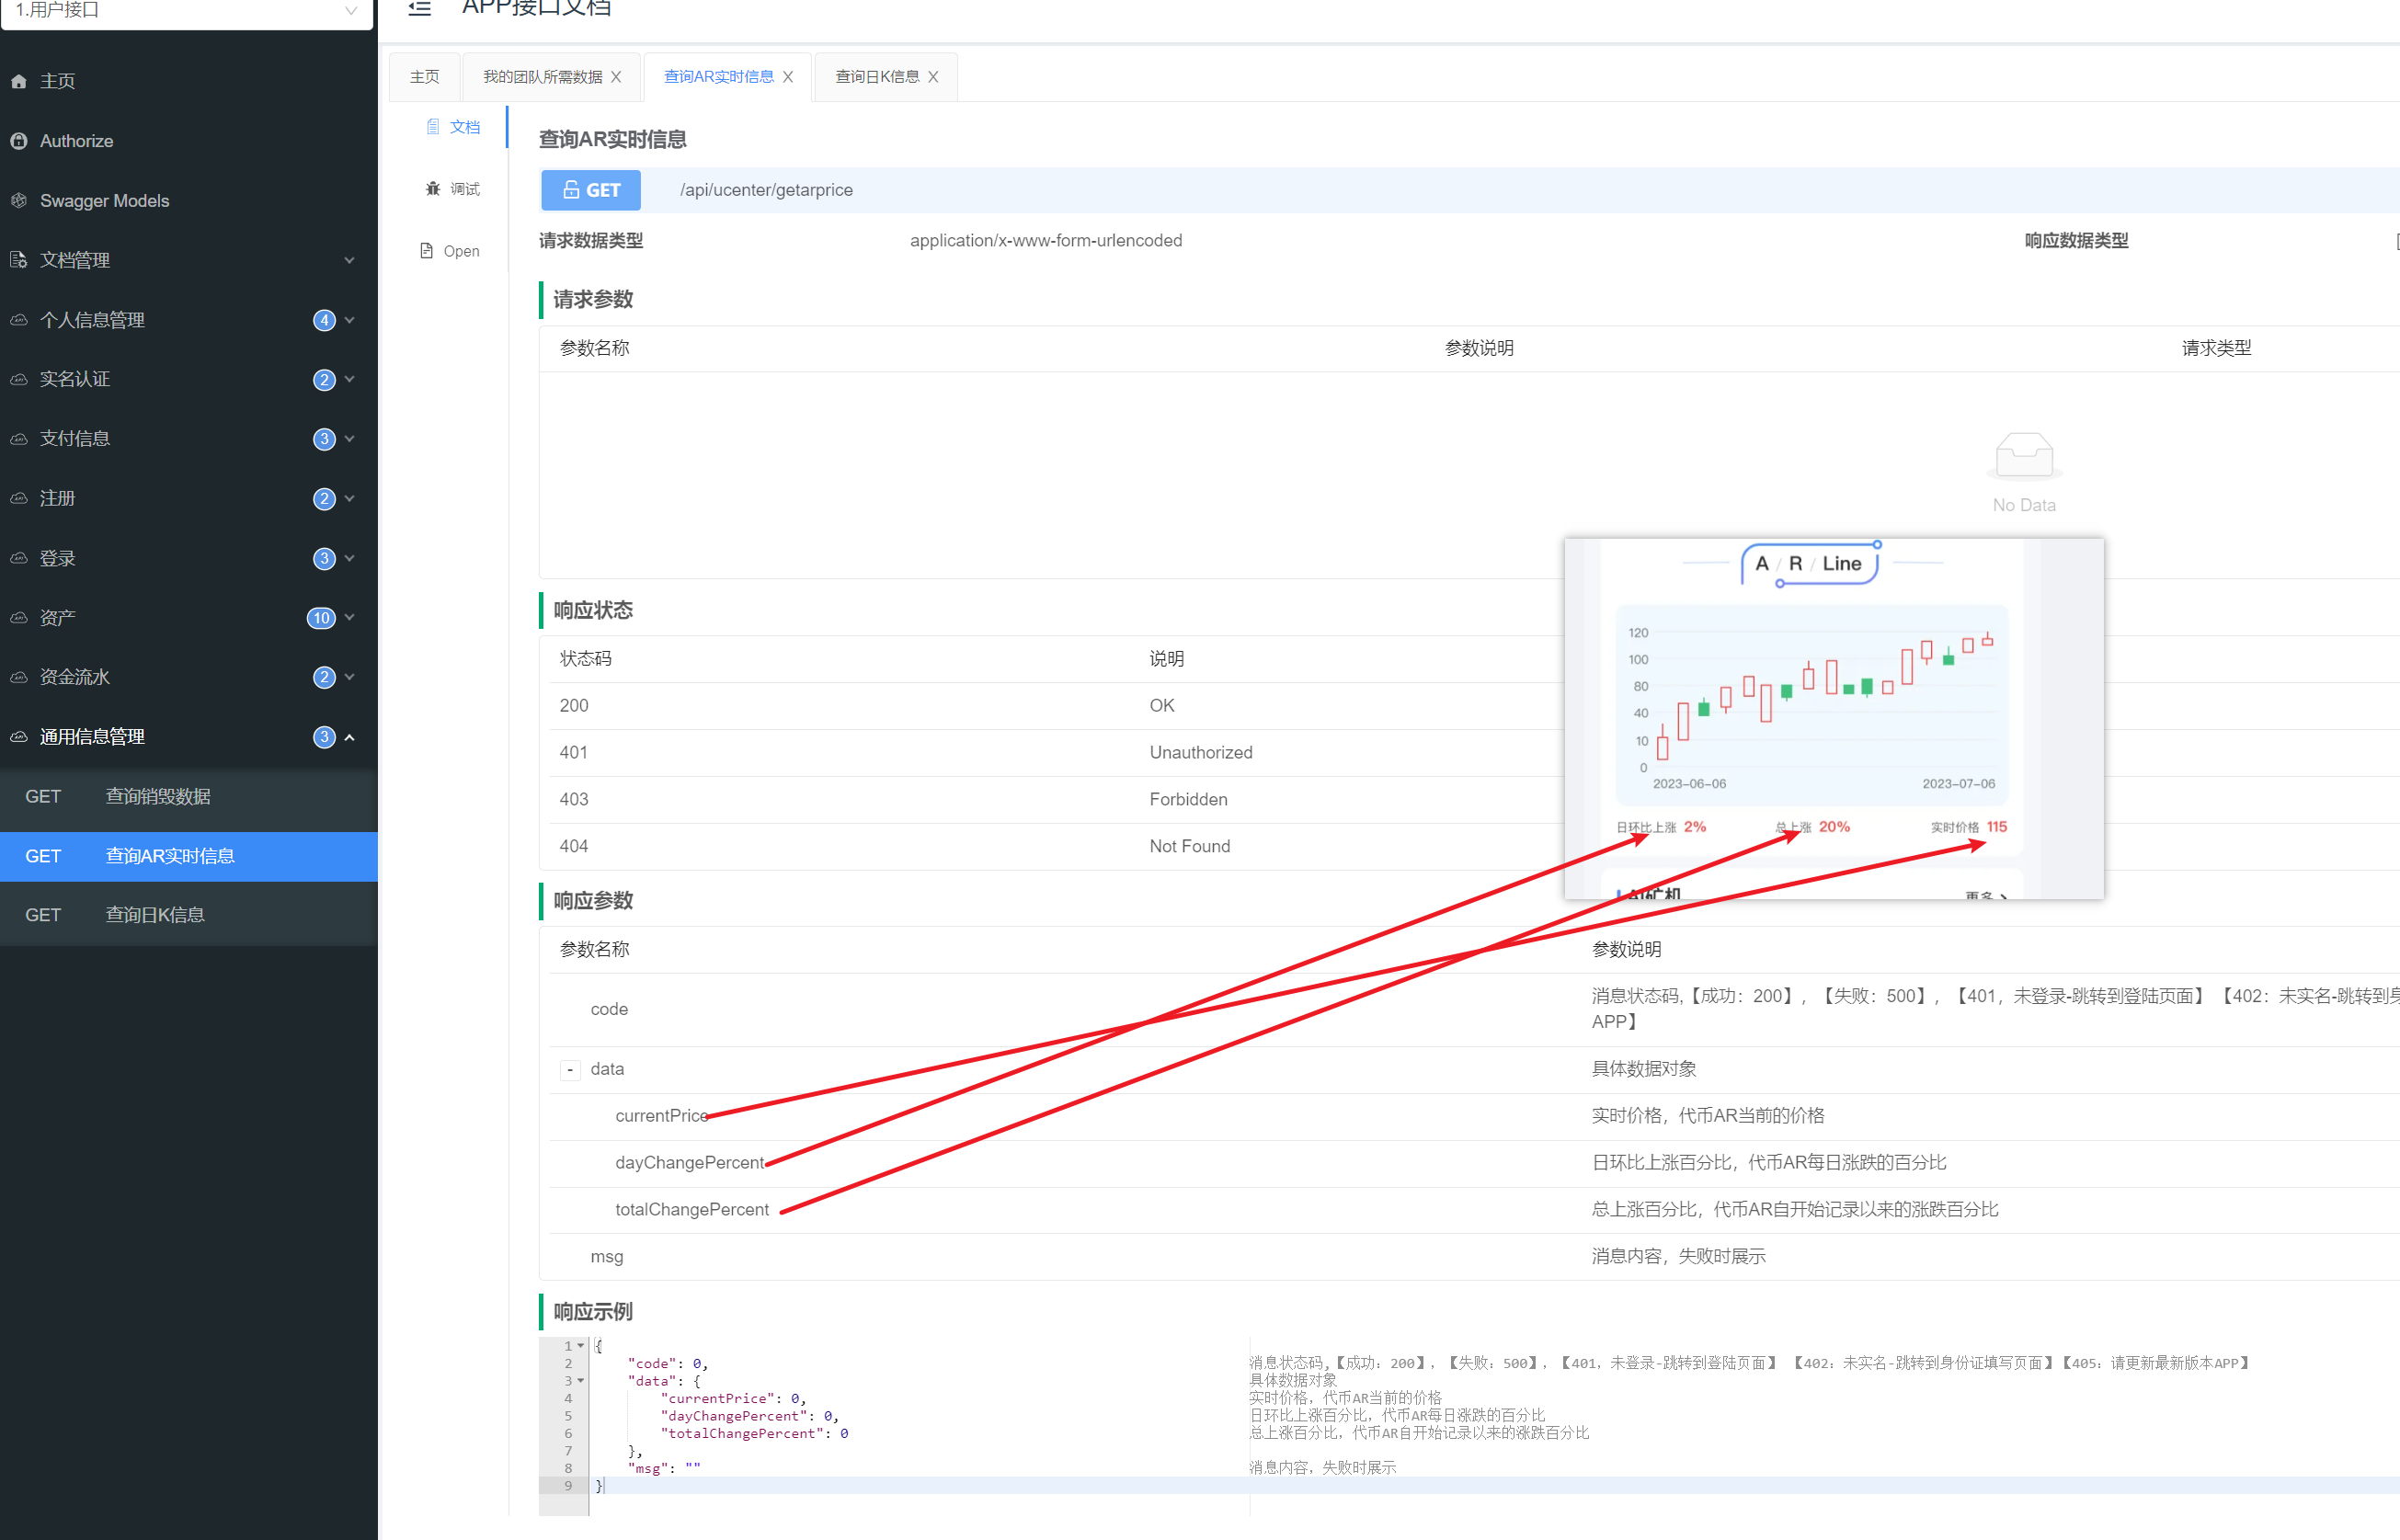 1.用户接口
APP接口文档
主页
Authorize
Swagger Models
文档管理
个人信息管理 4
实名认证 2
支付信息 3
注册 2
登录 3
资产 10
资金流水 2
通用信息管理 3
GET 查询销毁数据
GET 查询AR实时信息
GET 查询日K信息
主页 我的团队所需数据 X 查询AR实时信息 X 查询日K信息 X
文档
调试
Open
查询AR实时信息
GET /api/ucenter/getarprice
请求数据类型 application/x-www-form-urlencoded 响应数据类型
请求参数
参数名称 参数说明 请求类型
No Data
响应状态
状态码 说明
200 OK
401 Unauthorized
403 Forbidden
404 Not Found
A / R / Line
120
100
80
40
10
0
2023-06-06 2023-07-06
日环比上涨 2% 总上涨 20% 实时价格 115
AI矿机 更多
响应参数
参数名称 参数说明
code 消息状态码,【成功：200】，【失败：500】，【401，未登录-跳转到登陆页面】 【402：未实名-跳转到身
APP】
- data 具体数据对象
currentPrice 实时价格，代币AR当前的价格
dayChangePercent 日环比上涨百分比，代币AR每日涨跌的百分比
totalChangePercent 总上涨百分比，代币AR自开始记录以来的涨跌百分比
msg 消息内容，失败时展示
响应示例
1 {
2 "code": 0, 消息状态码,【成功：200】，【失败：500】，【401，未登录-跳转到登陆页面】 【402：未实名-跳转到身份证填写页面】【405：请更新最新版本APP】
3 "data": { 具体数据对象
4 "currentPrice": 0, 实时价格，代币AR当前的价格
5 "dayChangePercent": 0, 日环比上涨百分比，代币AR每日涨跌的百分比
6 "totalChangePercent": 0 总上涨百分比，代币AR自开始记录以来的涨跌百分比
7 },
8 "msg": "" 消息内容，失败时展示
9 }